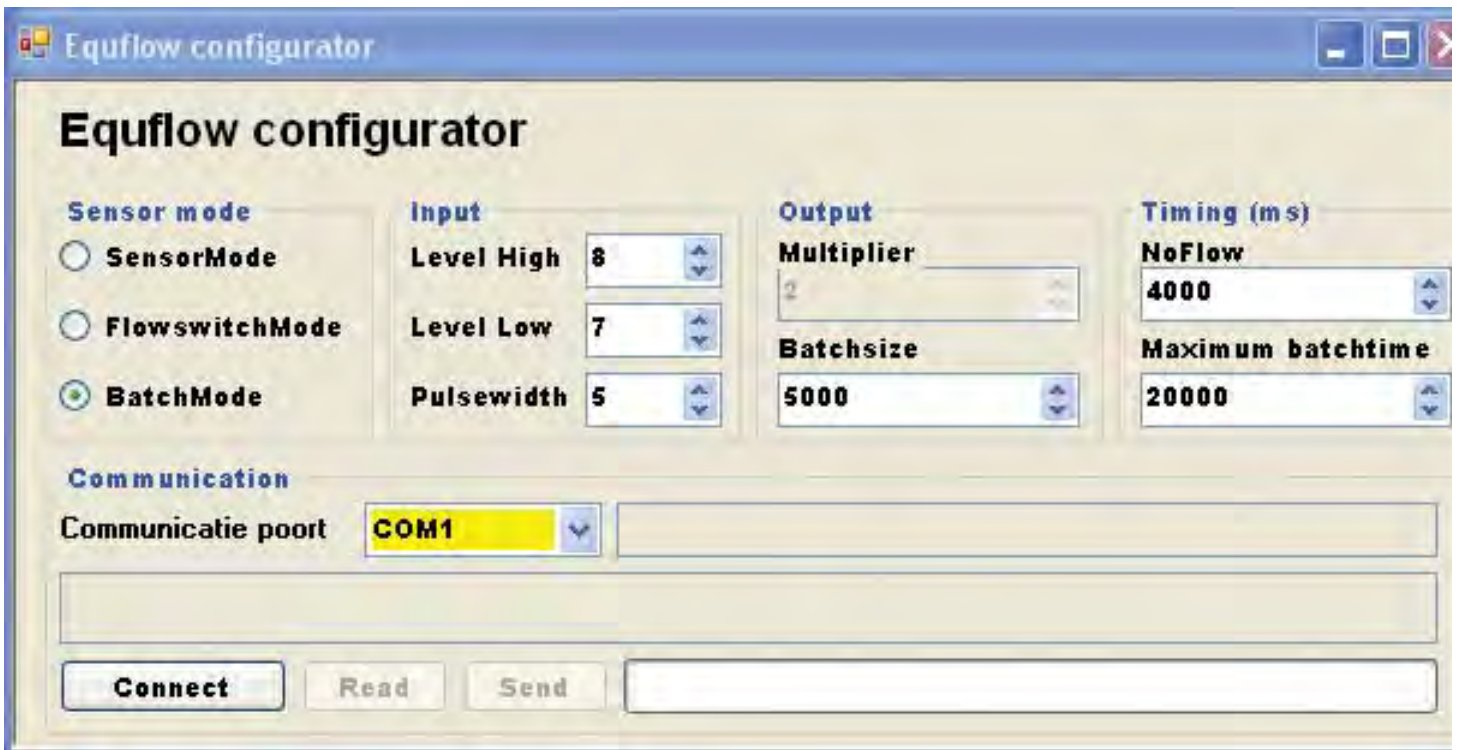 Equflow configurator
Equflow configurator
Sensor mode
SensorMode
FlowswitchMode
BatchMode
Input
Level High 8
Level Low 7
Pulsewidth 5
Output
Multiplier
2
Batchsize
5000
Timing (ms)
NoFlow
4000
Maximum batchtime
20000
Communication
Communicatie poort COM1
Connect Read Send